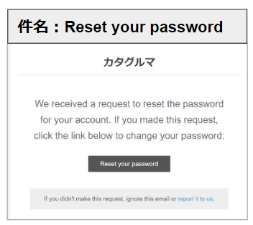 件名：Reset your password
カタグルマ
We received a request to reset the password
for your account. If you made this request,
click the link below to change your password:
Reset your password
If you didn't make this request, ignore this email or report it to us.